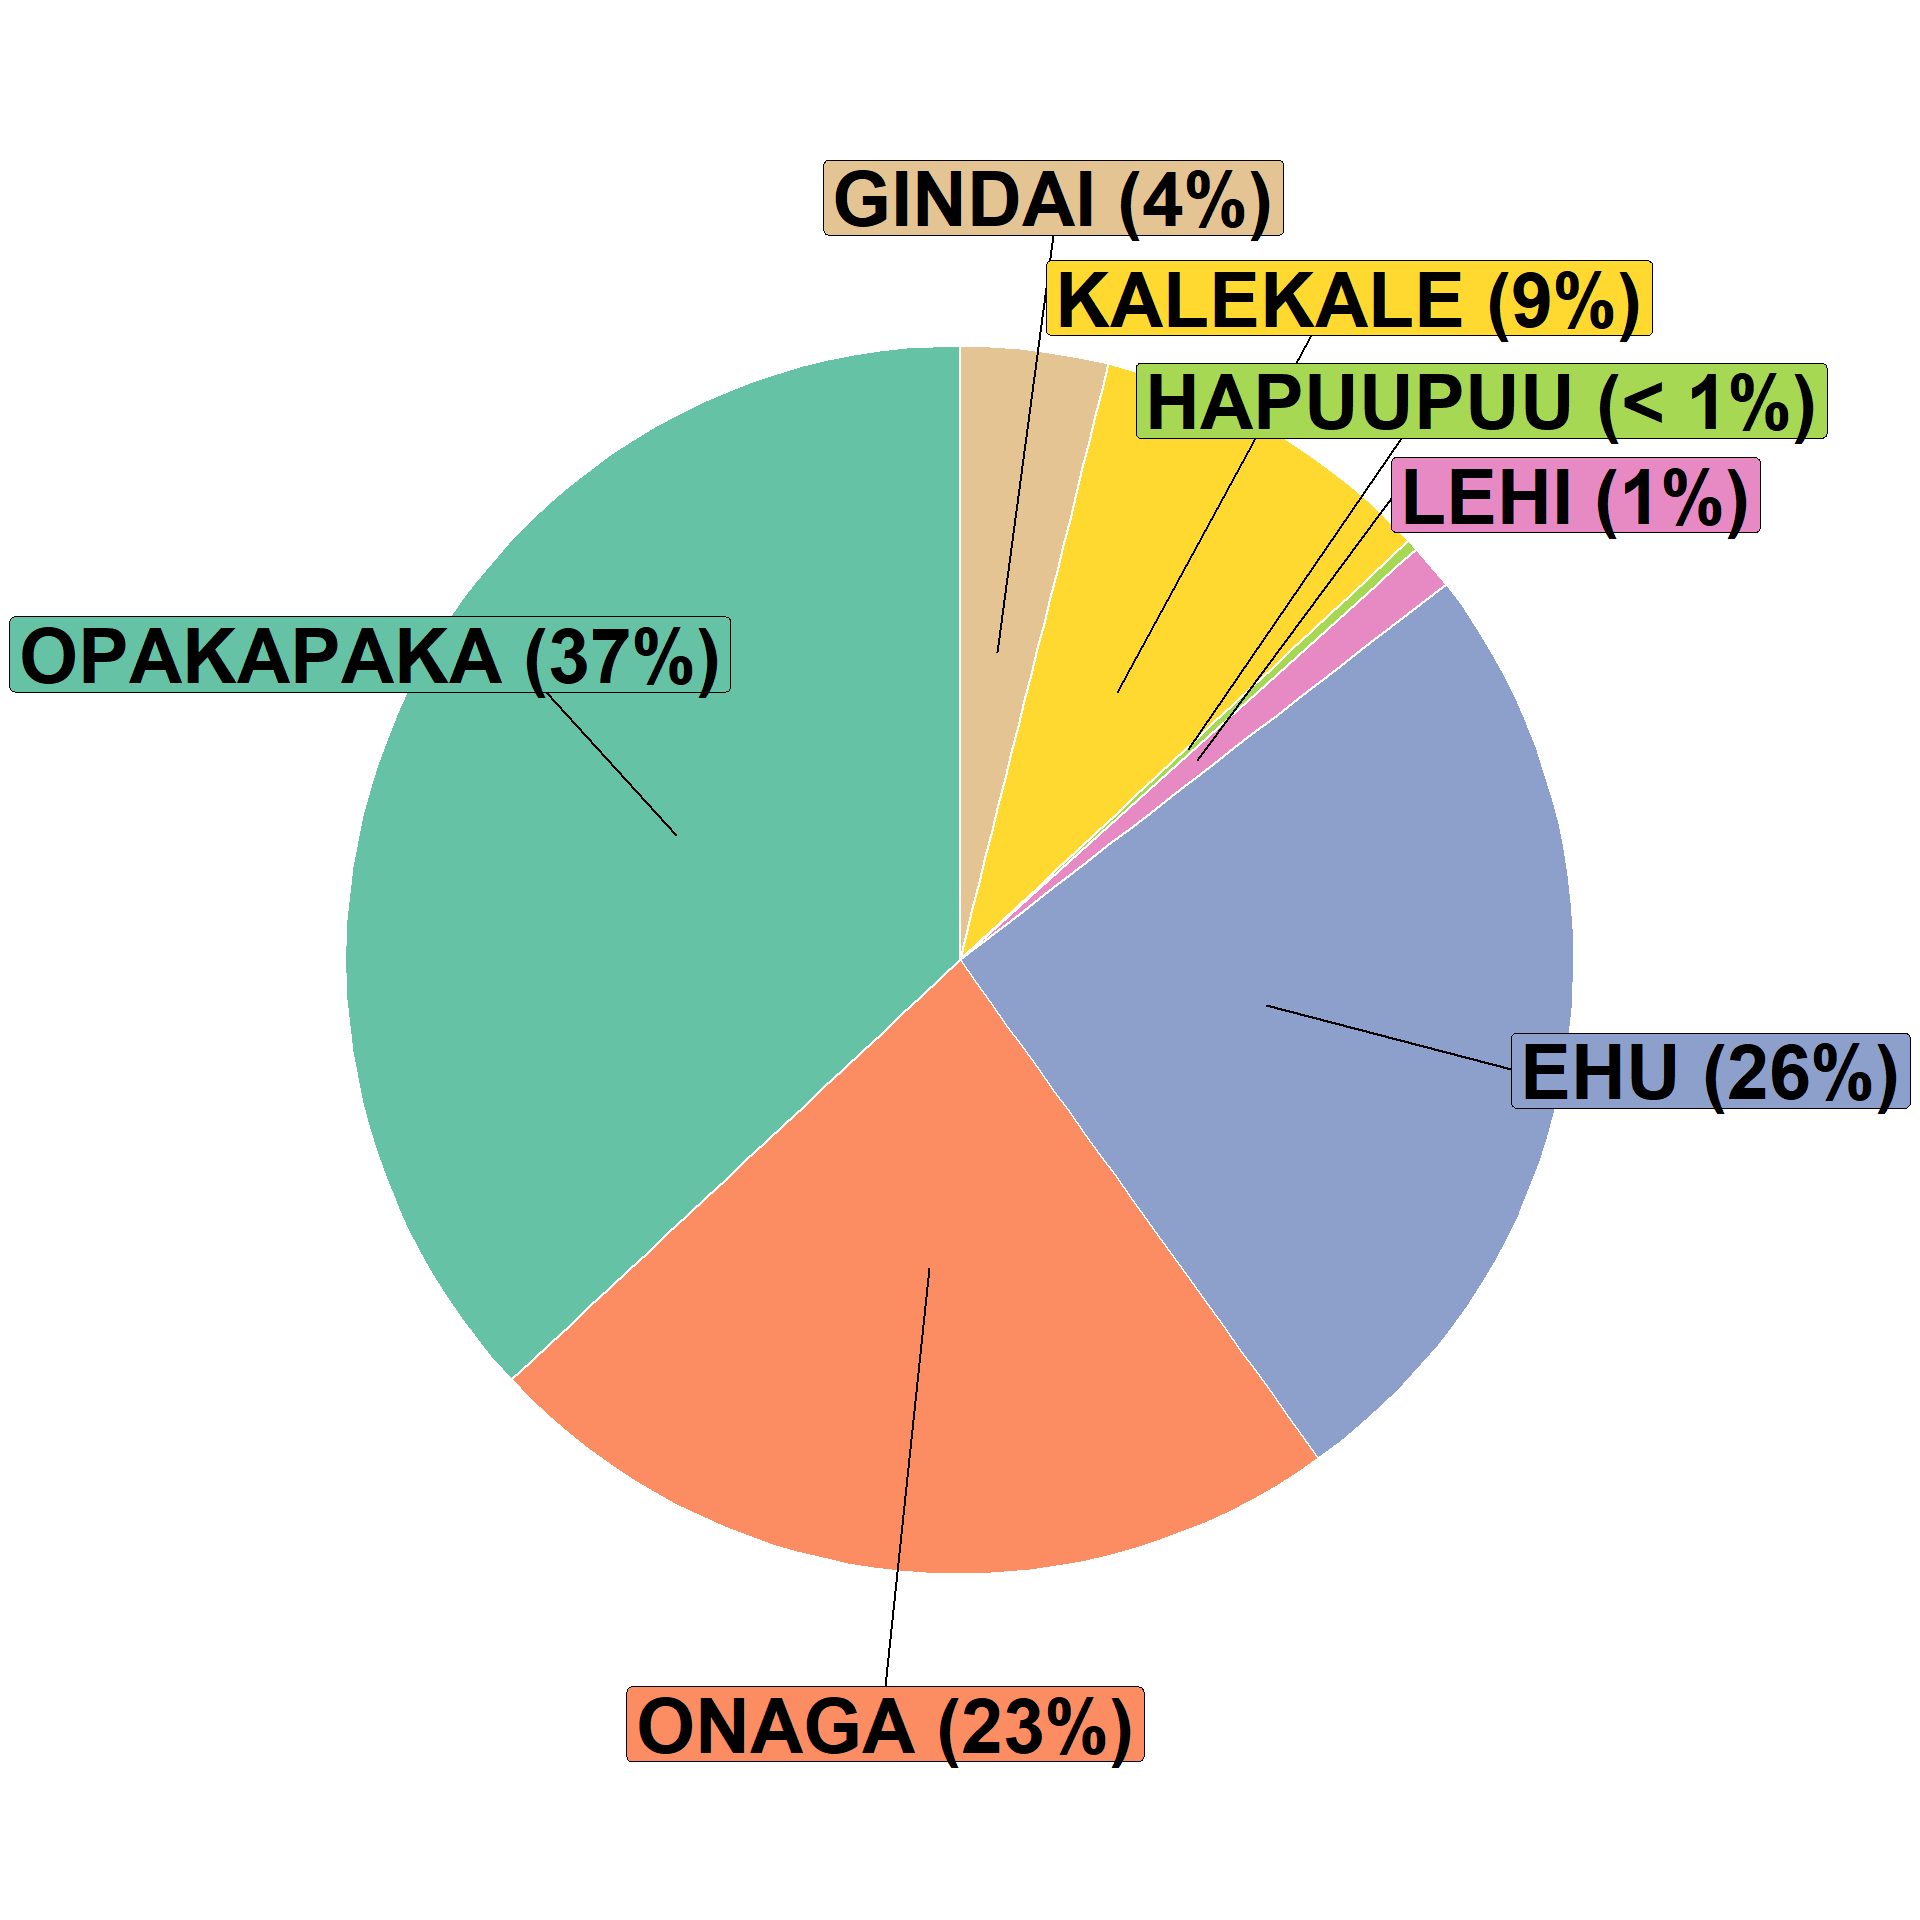 GINDAI (4%)
KALEKALE (9%)
HAPUUPUU (< 1%)
LEHI (1%)
OPAKAPAKA (37%)
EHU (26%)
ONAGA (23%)